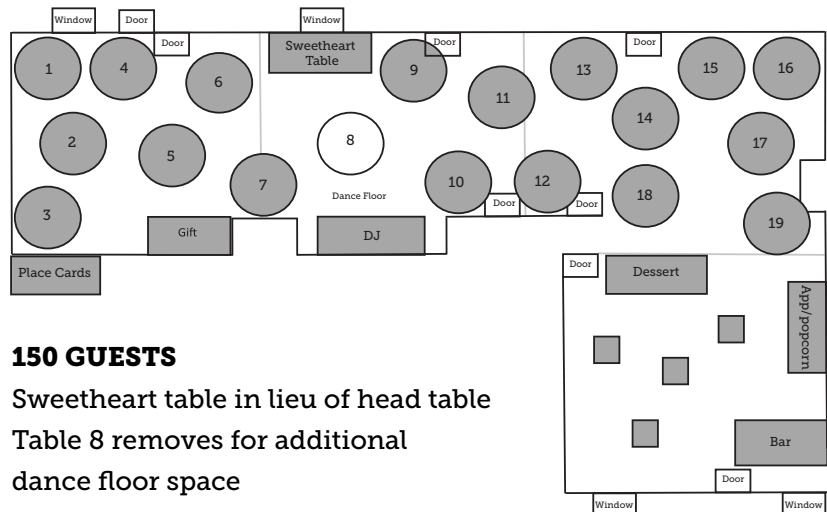 Window
Door
Window
Door
Sweetheart
Table
Door
Door
1
4
6
9
11
13
15
16
14
2
5
8
17
7
10
12
18
3
Dance Floor
Door
Door
19
Gift
DJ
Place Cards
Door
Dessert
App/popcorn
150 GUESTS
Sweetheart table in lieu of head table
Table 8 removes for additional
dance floor space
Bar
Door
Window
Window